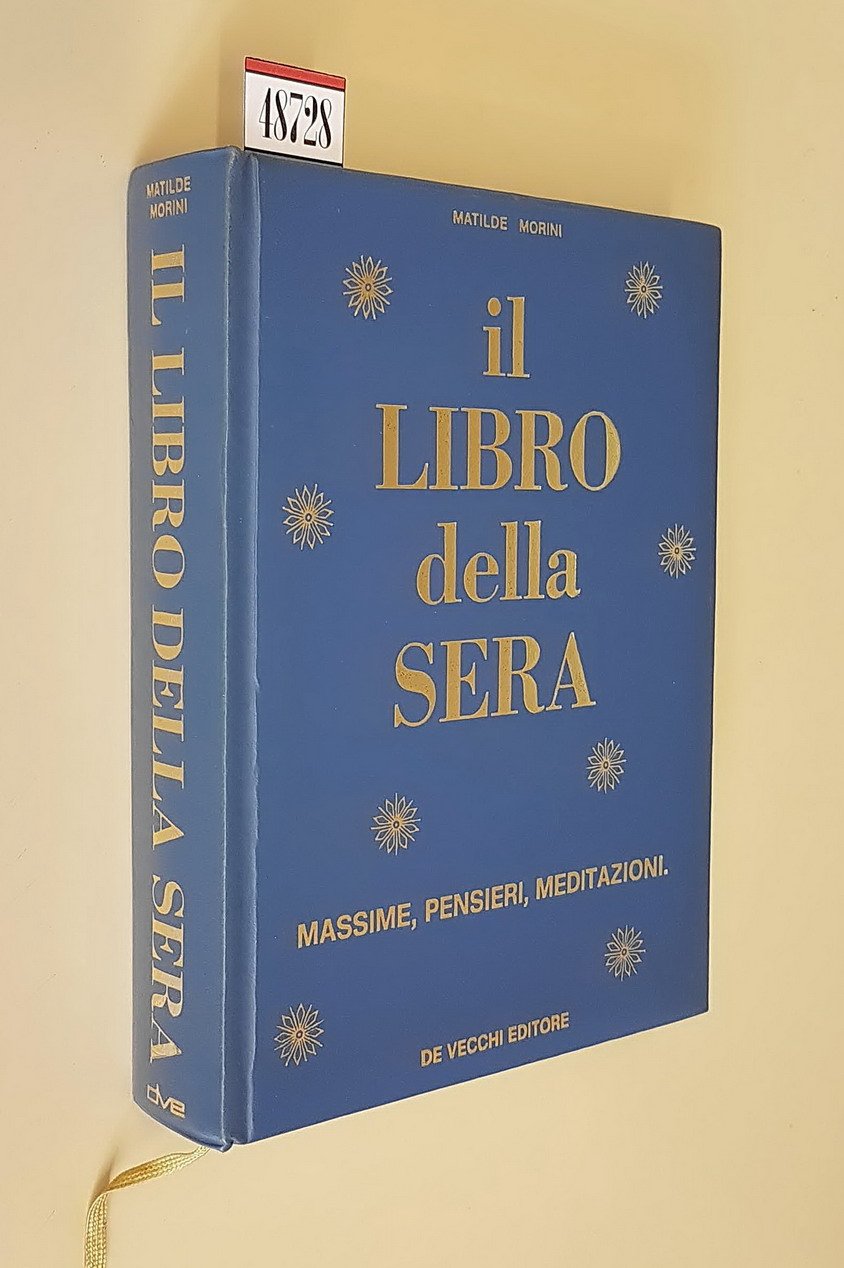 48728
MATILDE
MORINI
IL LIBRO DELLA SERA
dve
MATILDE MORINI
il
LIBRO
della
SERA
MASSIME, PENSIERI, MEDITAZIONI.
DE VECCHI EDITORE